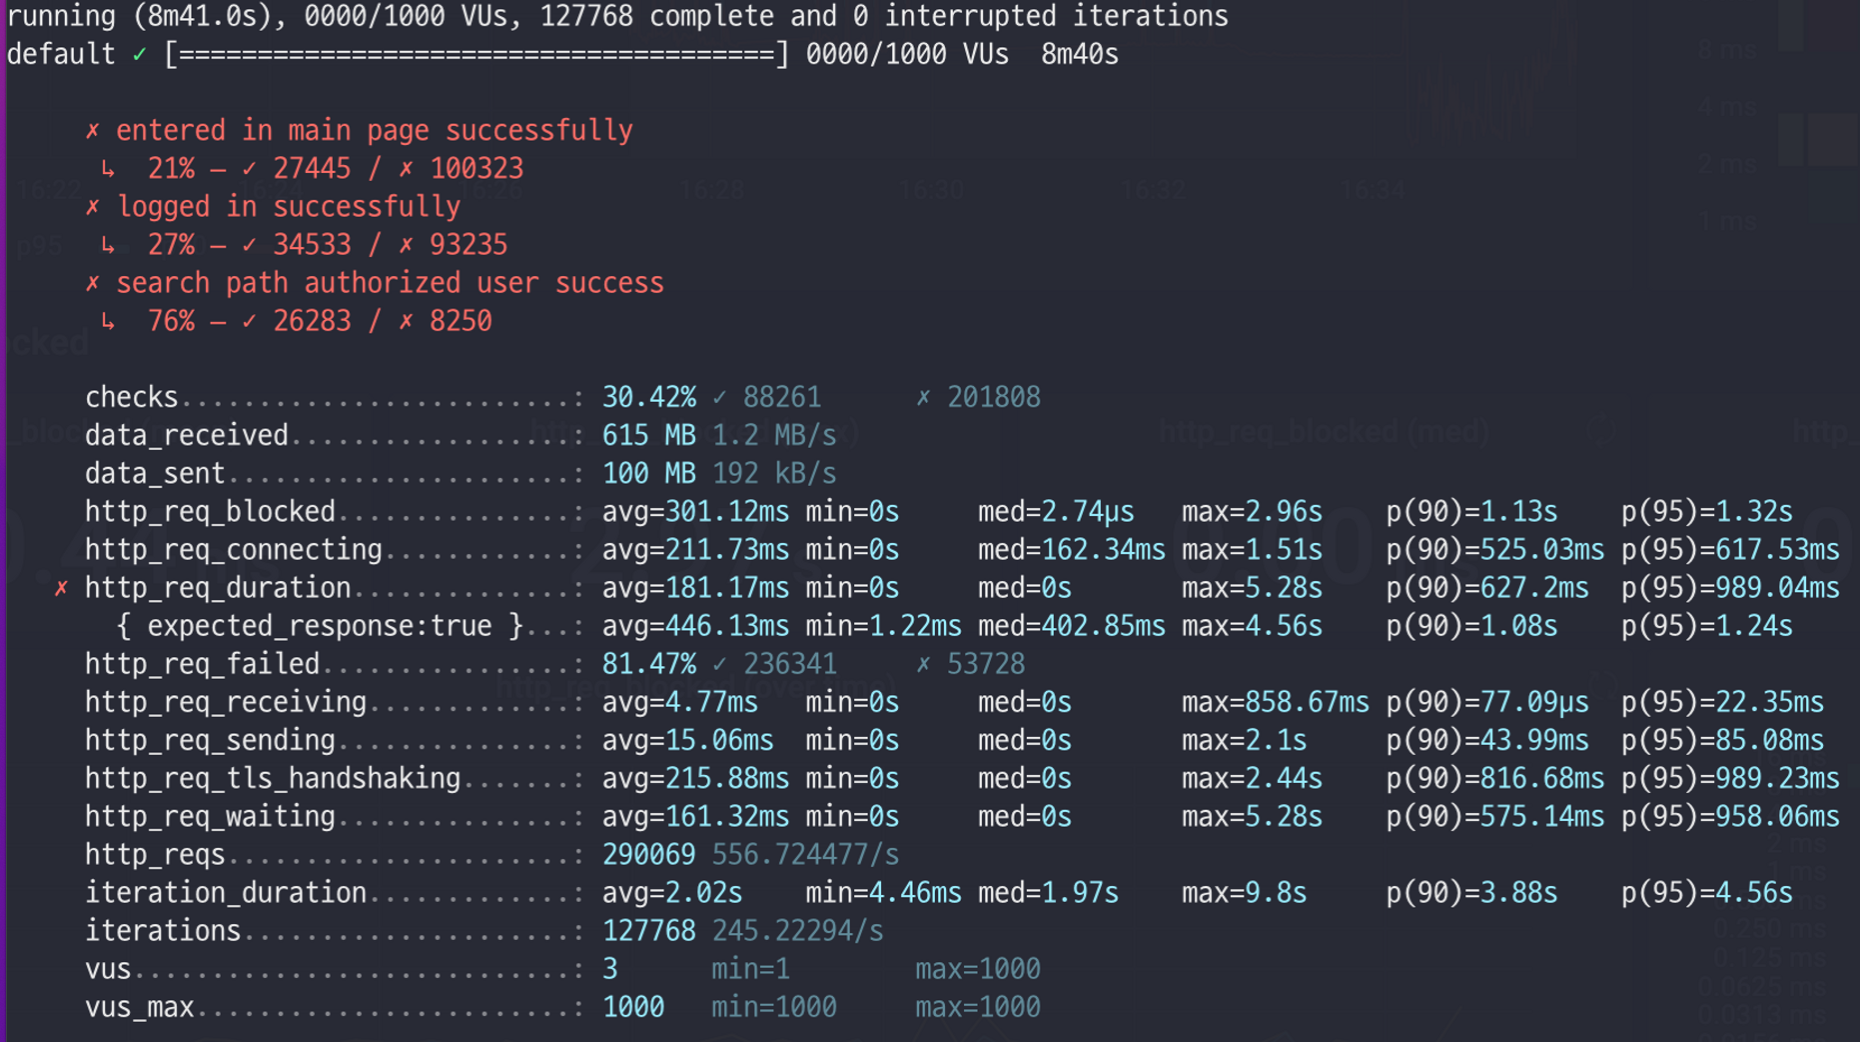 running (8m41.0s), 0000/1000 VUs, 127768 complete and 0 interrupted iterations
default ✓ [======================================] 0000/1000 VUs  8m40s
✗ entered in main page successfully
↳  21% — ✓ 27445 / ✗ 100323
✗ logged in successfully
↳  27% — ✓ 34533 / ✗ 93235
✗ search path authorized user success
↳  76% — ✓ 26283 / ✗ 8250
checks.........................: 30.42% ✓ 88261      ✗ 201808
data_received..................: 615 MB 1.2 MB/s
data_sent......................: 100 MB 192 kB/s
http_req_blocked...............: avg=301.12ms min=0s     med=2.74µs   max=2.96s    p(90)=1.13s    p(95)=1.32s
http_req_connecting............: avg=211.73ms min=0s     med=162.34ms max=1.51s    p(90)=525.03ms p(95)=617.53ms
✗ http_req_duration..............: avg=181.17ms min=0s     med=0s       max=5.28s    p(90)=627.2ms  p(95)=989.04ms
{ expected_response:true }...: avg=446.13ms min=1.22ms med=402.85ms max=4.56s    p(90)=1.08s    p(95)=1.24s
http_req_failed................: 81.47% ✓ 236341     ✗ 53728
http_req_receiving.............: avg=4.77ms   min=0s     med=0s       max=858.67ms p(90)=77.09µs  p(95)=22.35ms
http_req_sending...............: avg=15.06ms  min=0s     med=0s       max=2.1s     p(90)=43.99ms  p(95)=85.08ms
http_req_tls_handshaking.......: avg=215.88ms min=0s     med=0s       max=2.44s    p(90)=816.68ms p(95)=989.23ms
http_req_waiting...............: avg=161.32ms min=0s     med=0s       max=5.28s    p(90)=575.14ms p(95)=958.06ms
http_reqs......................: 290069 556.724477/s
iteration_duration.............: avg=2.02s    min=4.46ms med=1.97s    max=9.8s     p(90)=3.88s    p(95)=4.56s
iterations.....................: 127768 245.22294/s
vus............................: 3      min=1        max=1000
vus_max........................: 1000   min=1000     max=1000